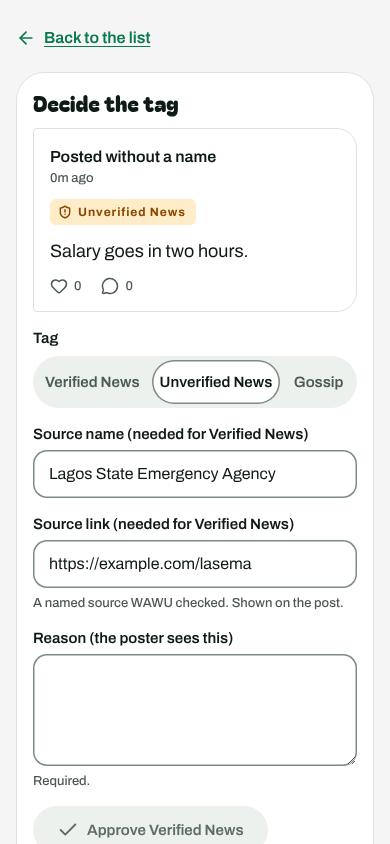 Back to the list
Decide the tag
Posted without a name
0m ago
Unverified News
Salary goes in two hours.
0 0
Tag
Verified News Unverified News Gossip
Source name (needed for Verified News)
Lagos State Emergency Agency
Source link (needed for Verified News)
https://example.com/lasema
A named source WAWU checked. Shown on the post.
Reason (the poster sees this)
Required.
Approve Verified News